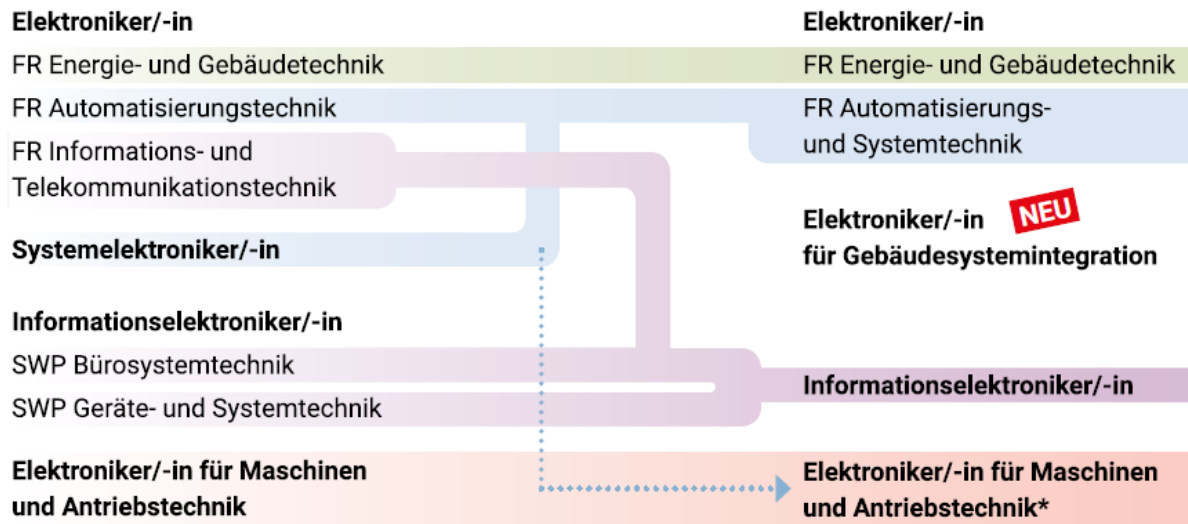 Elektroniker/-in
FR Energie- und Gebäudetechnik
FR Automatisierungstechnik
FR Informations- und
Telekommunikationstechnik
Systemelektroniker/-in
Informationselektroniker/-in
SWP Bürosystemtechnik
SWP Geräte- und Systemtechnik
Elektroniker/-in für Maschinen
und Antriebstechnik
Elektroniker/-in
FR Energie- und Gebäudetechnik
FR Automatisierungs-
und Systemtechnik
Elektroniker/-in NEU
für Gebäudesystemintegration
Informationselektroniker/-in
Elektroniker/-in für Maschinen
und Antriebstechnik*